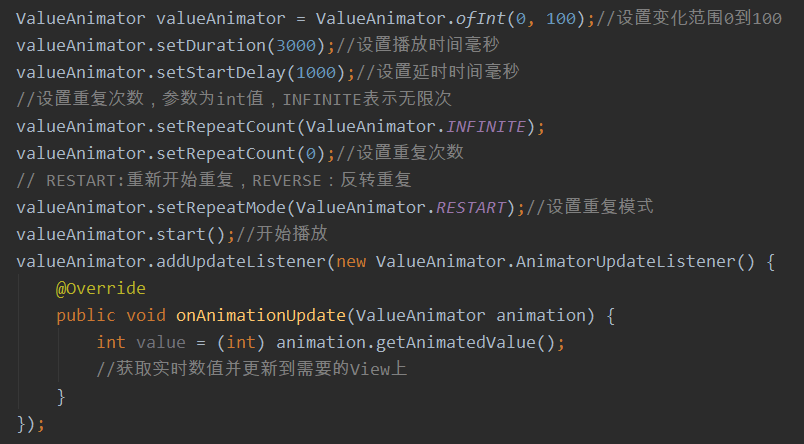 ValueAnimator valueAnimator = ValueAnimator.ofInt(0, 100);//设置变化范围0到100
valueAnimator.setDuration(3000);//设置播放时间毫秒
valueAnimator.setStartDelay(1000);//设置延时时间毫秒
//设置重复次数，参数为int值，INFINITE表示无限次
valueAnimator.setRepeatCount(ValueAnimator.INFINITE);
valueAnimator.setRepeatCount(0);//设置重复次数
// RESTART:重新开始重复，REVERSE：反转重复
valueAnimator.setRepeatMode(ValueAnimator.RESTART);//设置重复模式
valueAnimator.start();//开始播放
valueAnimator.addUpdateListener(new ValueAnimator.AnimatorUpdateListener() {
    @Override
    public void onAnimationUpdate(ValueAnimator animation) {
        int value = (int) animation.getAnimatedValue();
        //获取实时数值并更新到需要的View上
    }
});